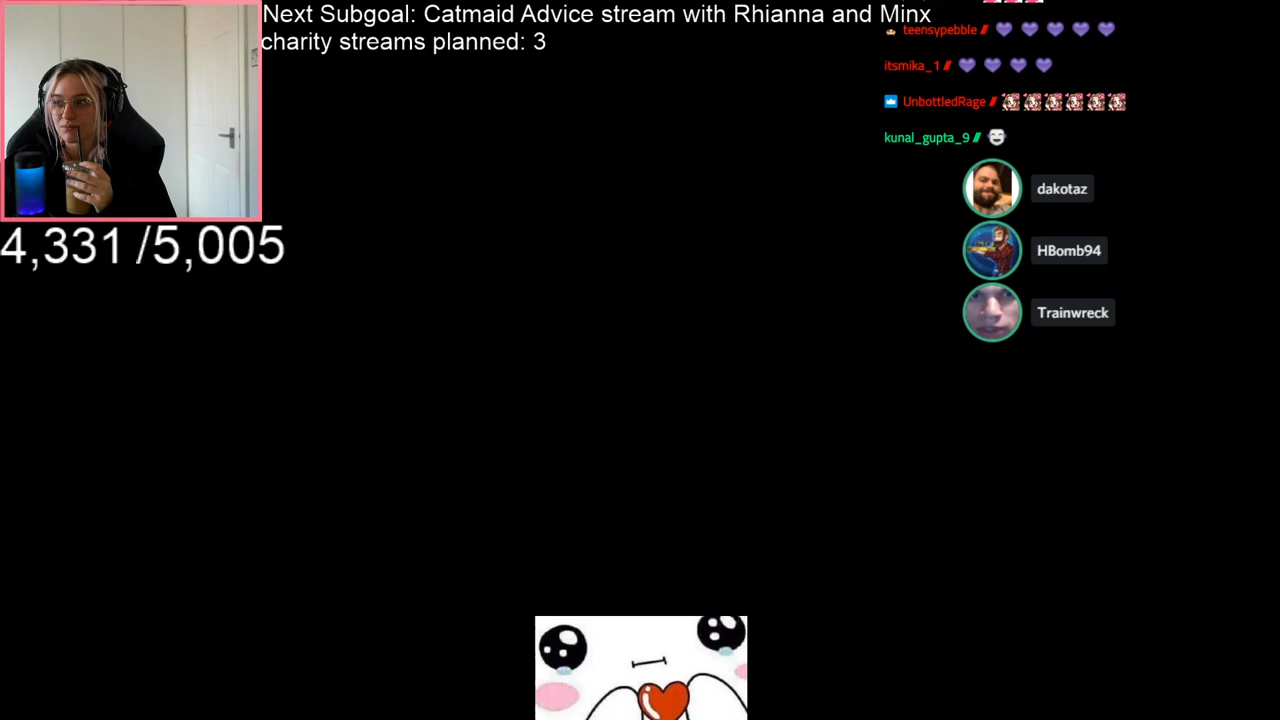 Next Subgoal: Catmaid Advice stream with Rhianna and Minx
charity streams planned: 3
4,331 /5,005
teensypebble //
itsmika_1 //
UnbottledRage //
kunal_gupta_9 //
dakotaz
HBomb94
Trainwreck